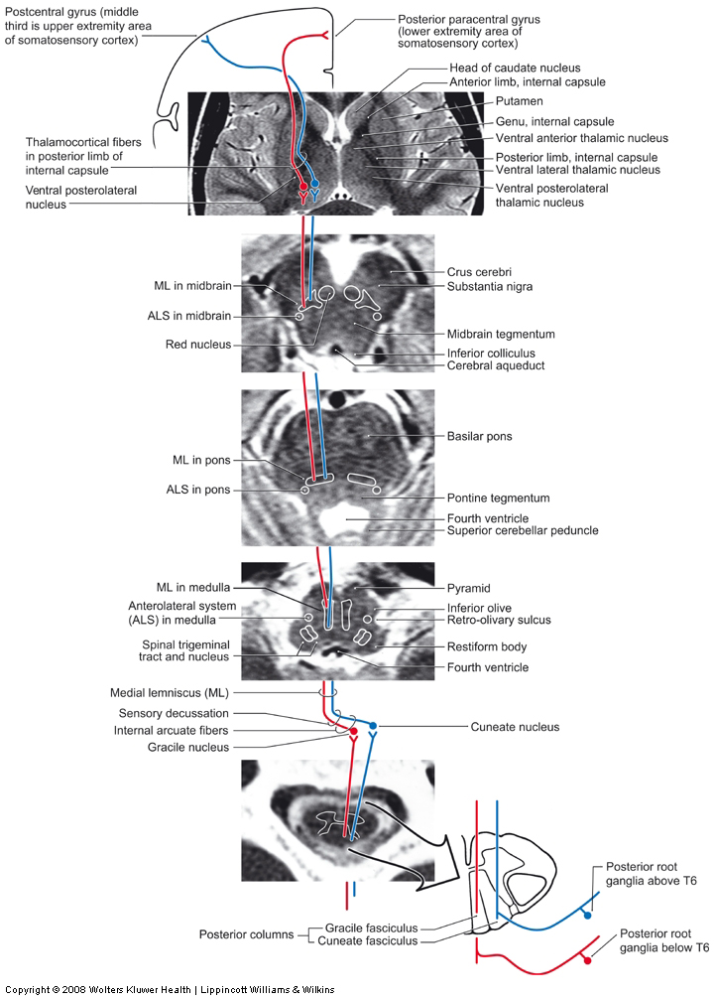 Postcentral gyrus (middle
third is upper extremity area
of somatosensory cortex)
Posterior paracentral gyrus
(lower extremity area of
somatosensory cortex)
Head of caudate nucleus
Anterior limb, internal capsule
Putamen
Genu, internal capsule
Ventral anterior thalamic nucleus
Posterior limb, internal capsule
Ventral lateral thalamic nucleus
Ventral posterolateral
thalamic nucleus
Thalamocortical fibers
in posterior limb of
internal capsule
Ventral posterolateral
nucleus
ML in midbrain
ALS in midbrain
Red nucleus
Crus cerebri
Substantia nigra
Midbrain tegmentum
Inferior colliculus
Cerebral aqueduct
ML in pons
ALS in pons
Basilar pons
Pontine tegmentum
Fourth ventricle
Superior cerebellar peduncle
ML in medulla
Anterolateral system
(ALS) in medulla
Spinal trigeminal
tract and nucleus
Pyramid
Inferior olive
Retro-olivary sulcus
Restiform body
Fourth ventricle
Medial lemniscus (ML)
Sensory decussation
Internal arcuate fibers
Gracile nucleus
Cuneate nucleus
Posterior root
ganglia above T6
Posterior columns
Gracile fasciculus
Cuneate fasciculus
Posterior root
ganglia below T6
Copyright © 2008 Wolters Kluwer Health | Lippincott Williams & Wilkins